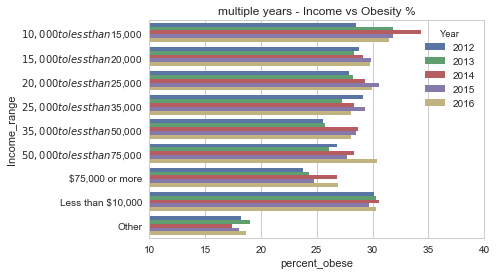 multiple years - Income vs Obesity %
Year
2012
2013
2014
2015
2016
Income_range
10,000tolessthan15,000
15,000tolessthan20,000
20,000tolessthan25,000
25,000tolessthan35,000
35,000tolessthan50,000
50,000tolessthan75,000
$75,000 or more
Less than $10,000
Other
10 15 20 25 30 35 40
percent_obese